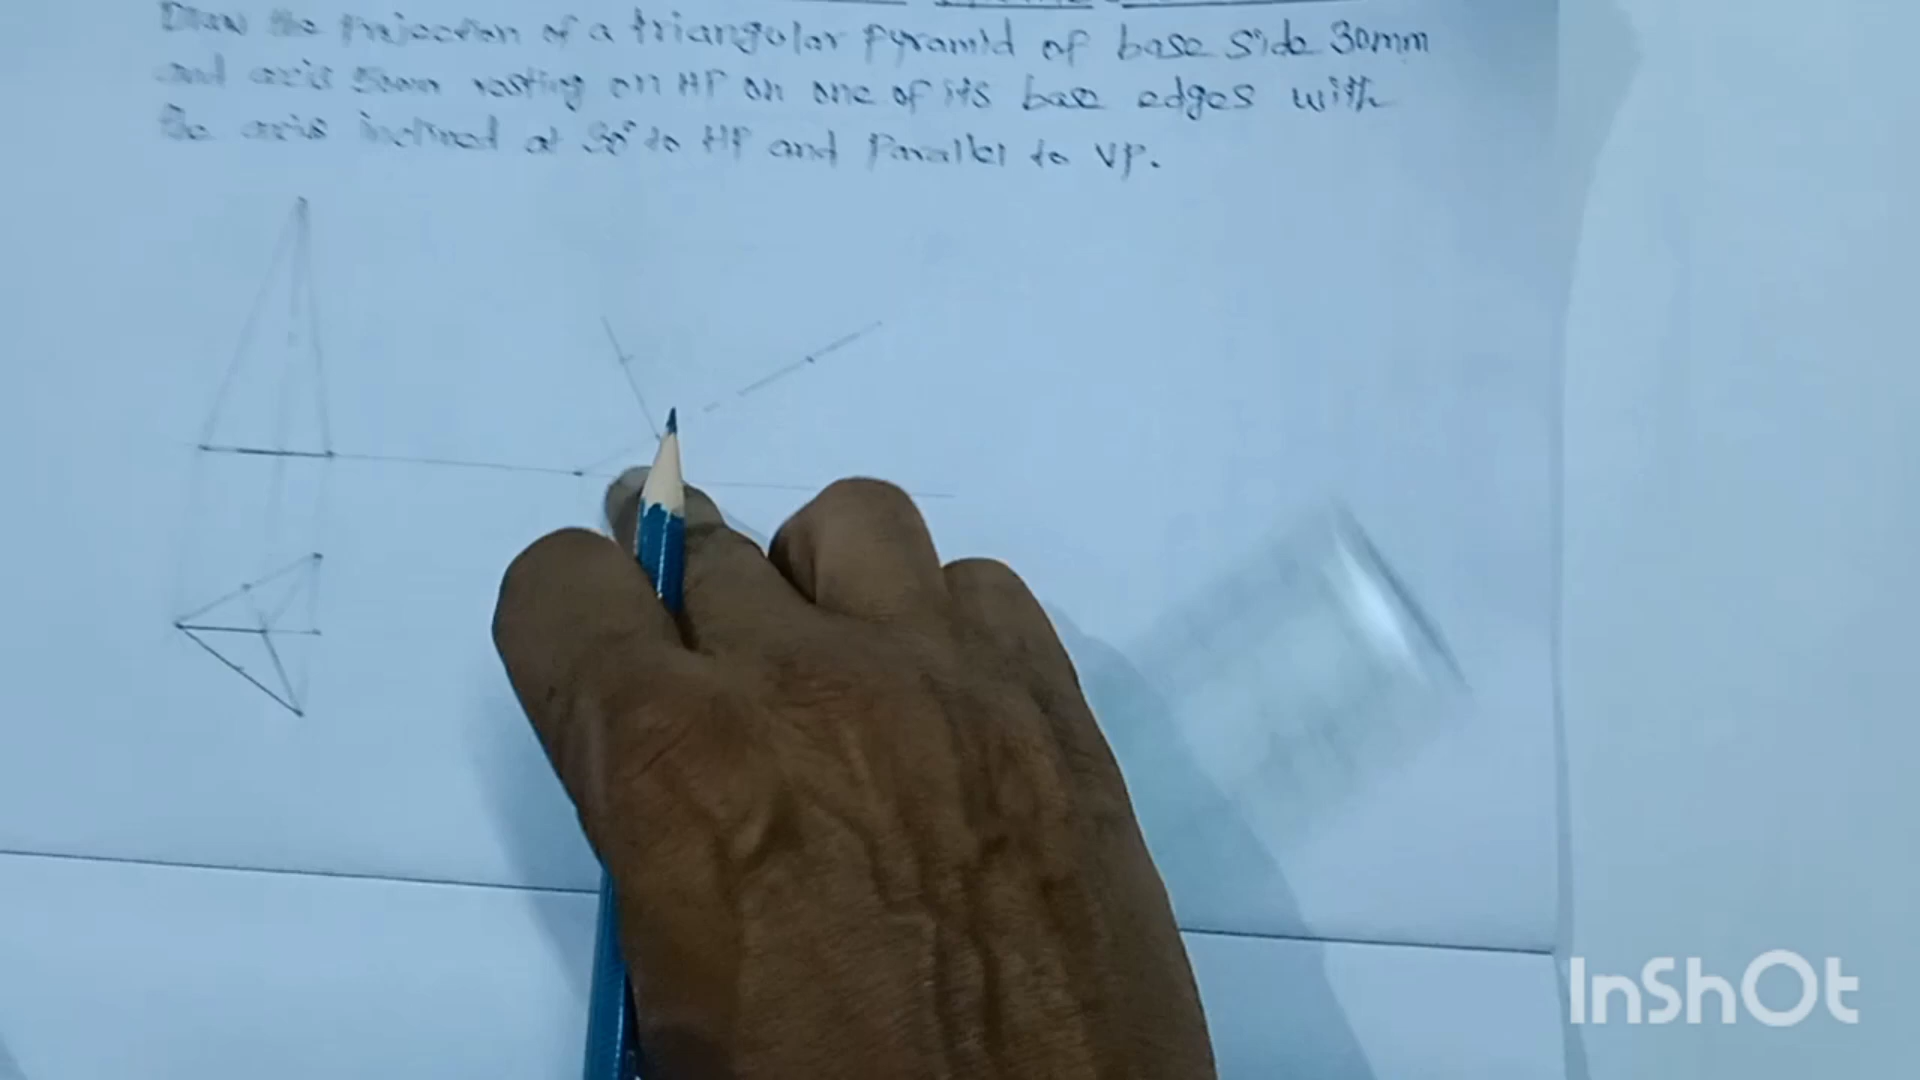 Draw the Projection of a triangular pyramid of base side 30mm
and axis 50mm resting on HP on one of its base edges with
the axis inclined at 30° to HP and Parallel to VP.
InShOt